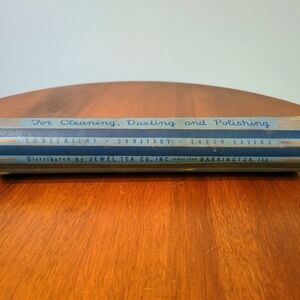 For Cleaning, Dusting and Polishing
CONVENIENT - SANITARY - LABOR-SAVING
Distributed by JEWEL TEA CO., INC. BARRINGTON, ILL